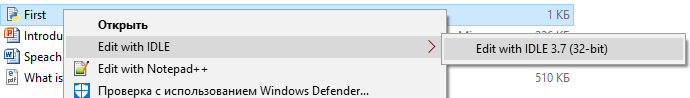 First 1 КБ
Открыть
Introdu
Edit with IDLE Edit with IDLE 3.7 (32-bit)
Speach
Edit with Notepad++
What is 510 КБ
Проверка с использованием Windows Defender...